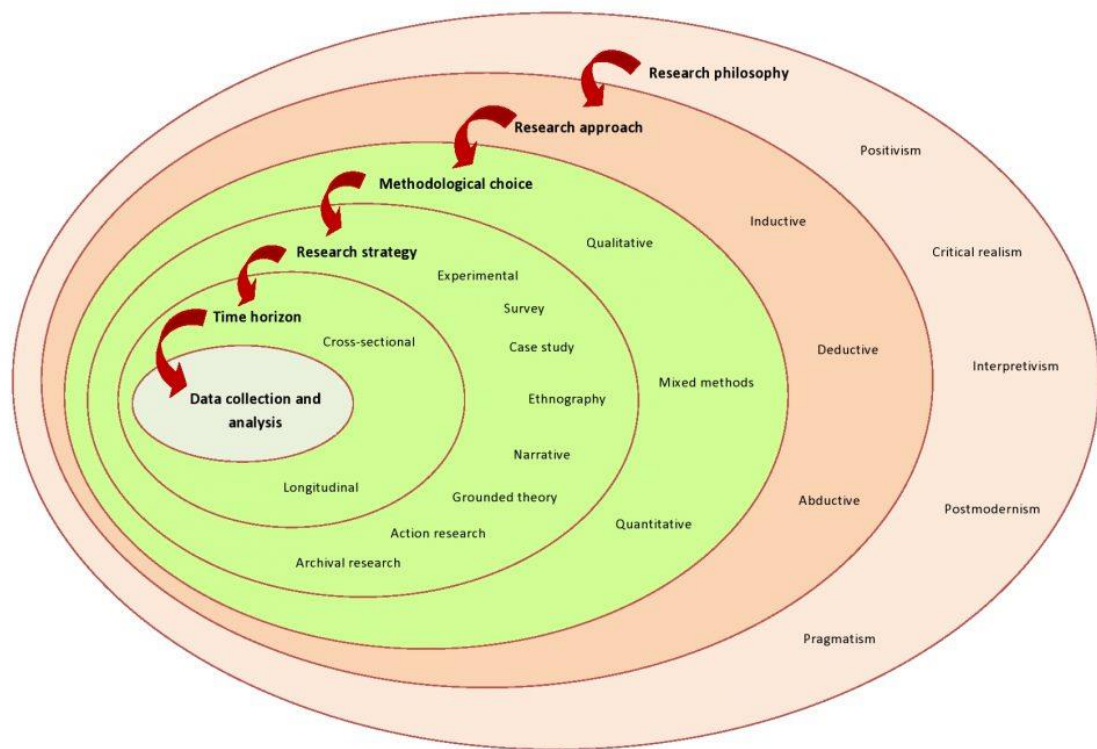 Research philosophy
Research approach
Positivism
Methodological choice
Inductive
Qualitative
Research strategy
Critical realism
Experimental
Survey
Time horizon
Cross-sectional
Case study
Deductive
Interpretivism
Mixed methods
Data collection and
analysis
Ethnography
Narrative
Longitudinal
Grounded theory
Abductive
Postmodernism
Quantitative
Action research
Archival research
Pragmatism